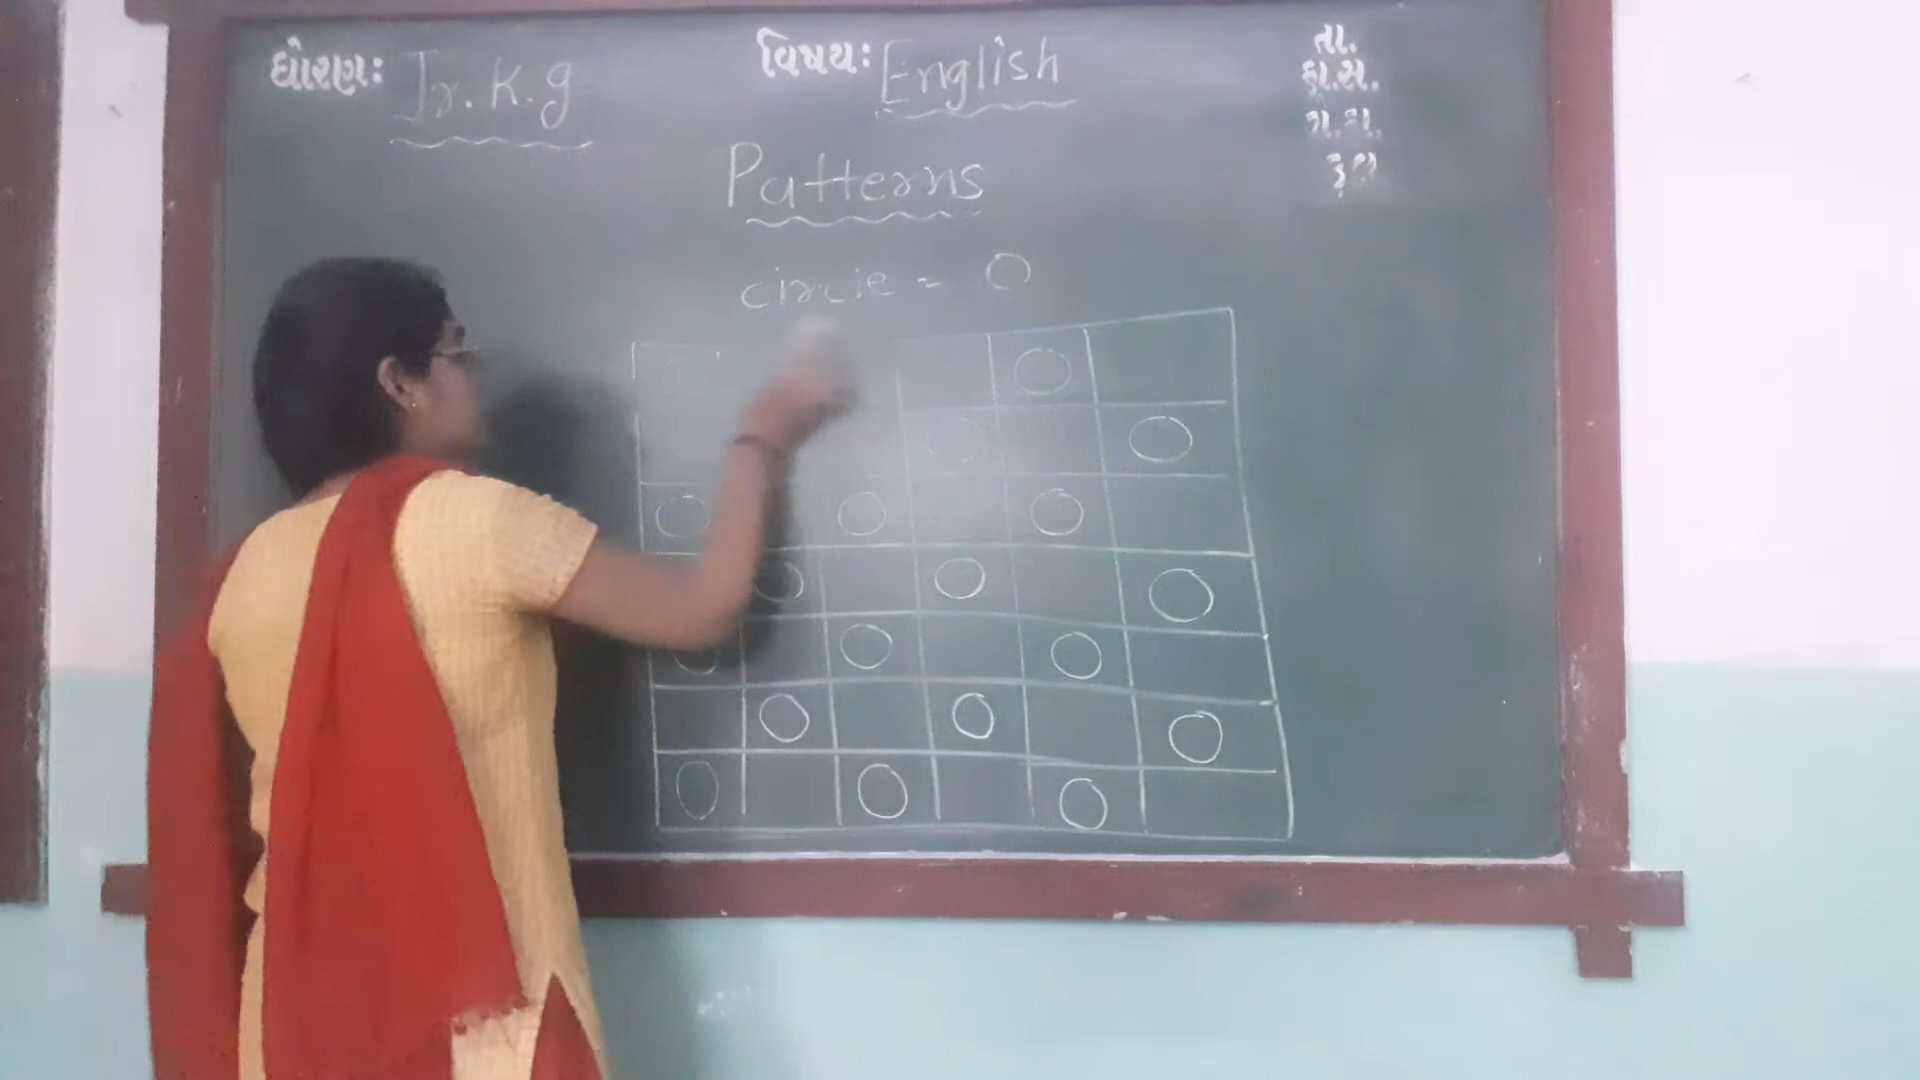 ધોરણ: Jr. K.g
વિષય: English
તા.
કા.સ.
ગ.હા.
કુલ
Patterns
circle = O